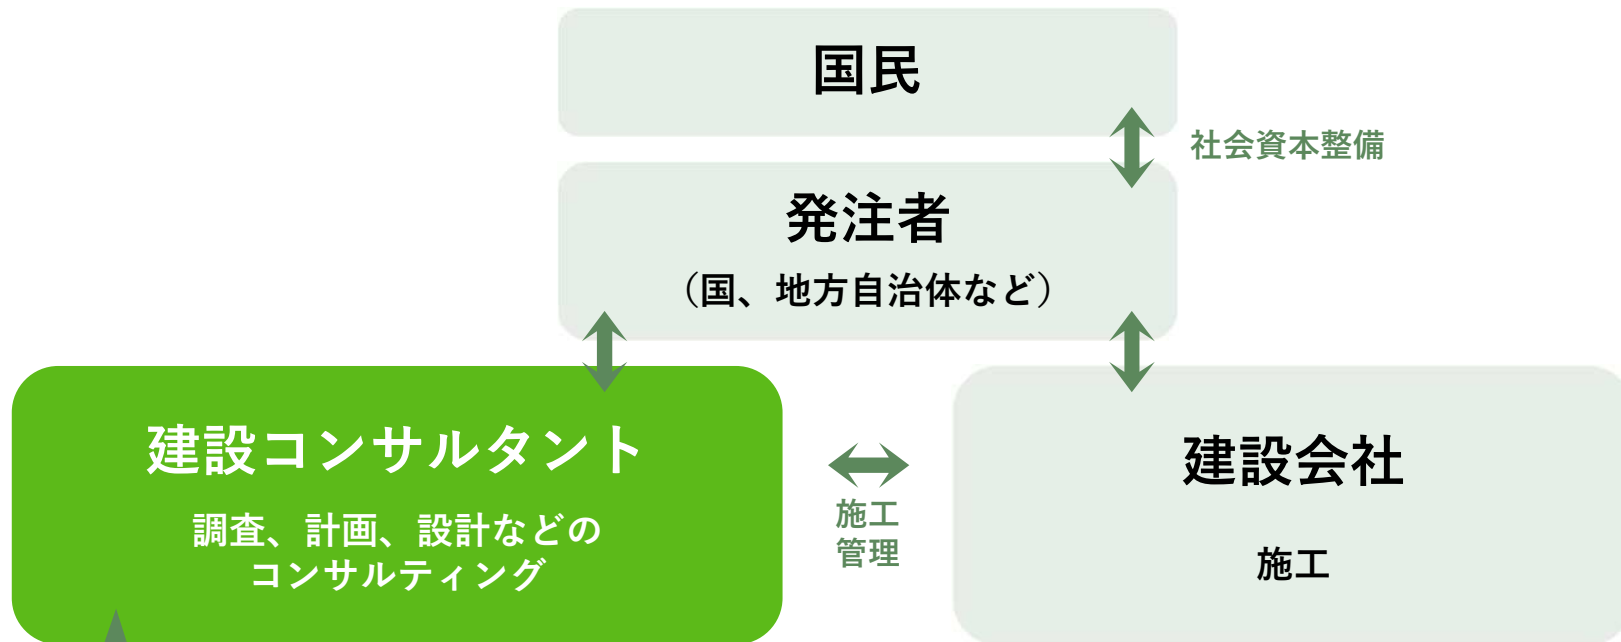 国民
社会資本整備
発注者
（国、地方自治体など）
建設コンサルタント
調査、計画、設計などの
コンサルティング
施工
管理
建設会社
施工